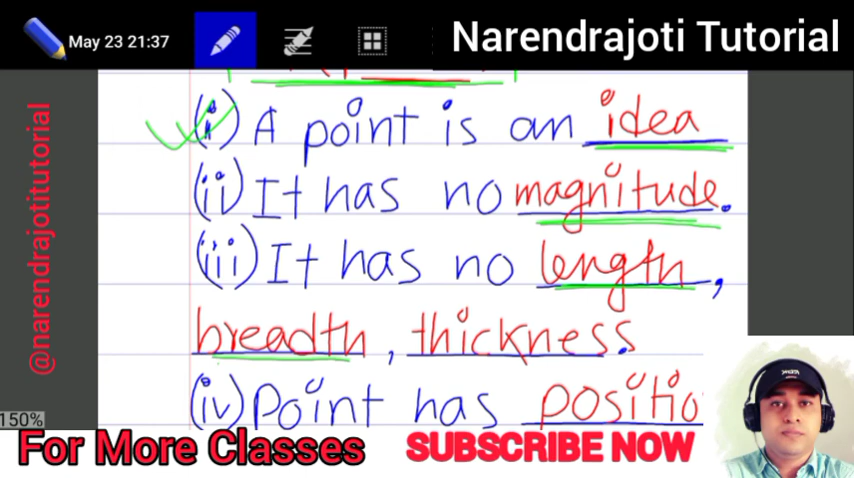 May 23 21:37
Narendrajoti Tutorial
@narendrajotitutorial
(i) A point is an idea
(ii) It has no magnitude.
(iii) It has no length,
breadth, thickness.
(iv) Point has positio
150%
For More Classes
SUBSCRIBE NOW